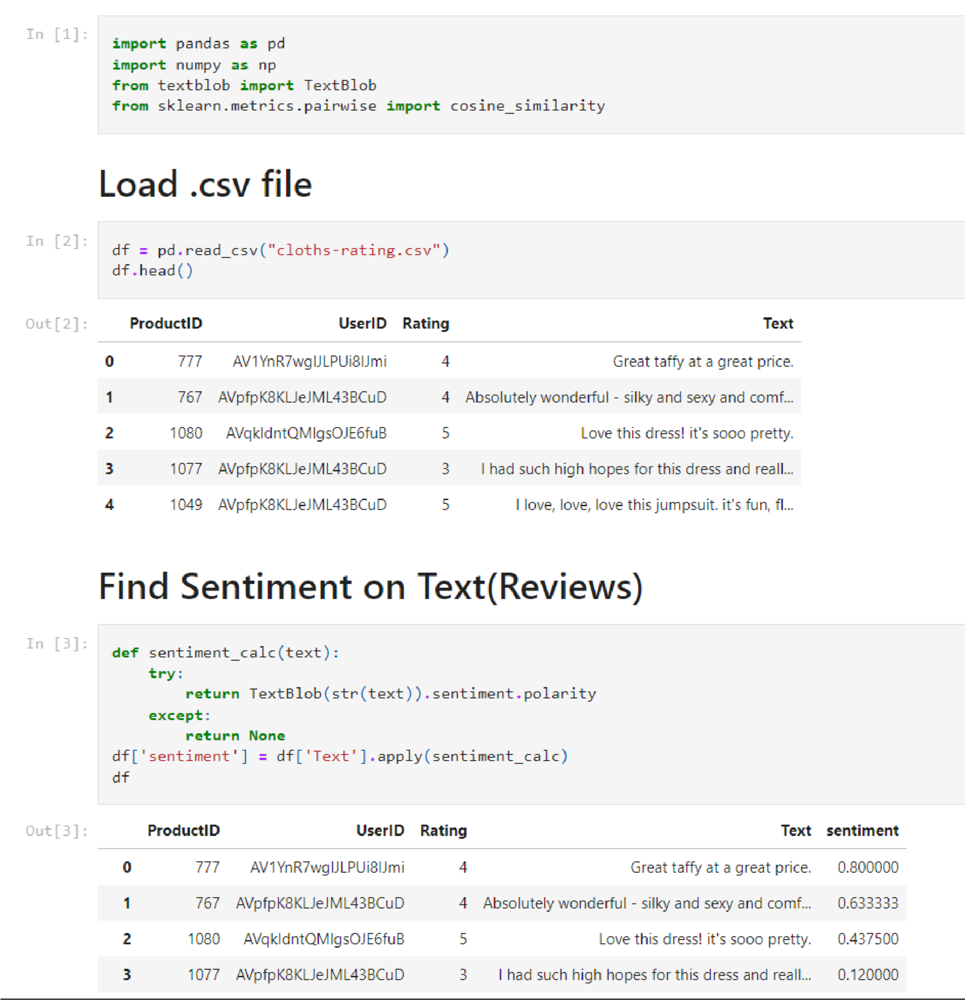 In [1]:
import pandas as pd
import numpy as np
from textblob import TextBlob
from sklearn.metrics.pairwise import cosine_similarity
Load .csv file
In [2]:
df = pd.read_csv("cloths-rating.csv")
df.head()
Out[2]:
ProductID UserID Rating Text
0 777 AV1YnR7wglJLPUi8IJmi 4 Great taffy at a great price.
1 767 AVpfpK8KLJeJML43BCuD 4 Absolutely wonderful - silky and sexy and comf...
2 1080 AVqkIdntQMlgsOJE6fuB 5 Love this dress! it's sooo pretty.
3 1077 AVpfpK8KLJeJML43BCuD 3 I had such high hopes for this dress and reall...
4 1049 AVpfpK8KLJeJML43BCuD 5 I love, love, love this jumpsuit. it's fun, fl...
Find Sentiment on Text(Reviews)
In [3]:
def sentiment_calc(text):
    try:
        return TextBlob(str(text)).sentiment.polarity
    except:
        return None
df['sentiment'] = df['Text'].apply(sentiment_calc)
df
Out[3]:
ProductID UserID Rating Text sentiment
0 777 AV1YnR7wglJLPUi8IJmi 4 Great taffy at a great price. 0.800000
1 767 AVpfpK8KLJeJML43BCuD 4 Absolutely wonderful - silky and sexy and comf... 0.633333
2 1080 AVqkIdntQMlgsOJE6fuB 5 Love this dress! it's sooo pretty. 0.437500
3 1077 AVpfpK8KLJeJML43BCuD 3 I had such high hopes for this dress and reall... 0.120000